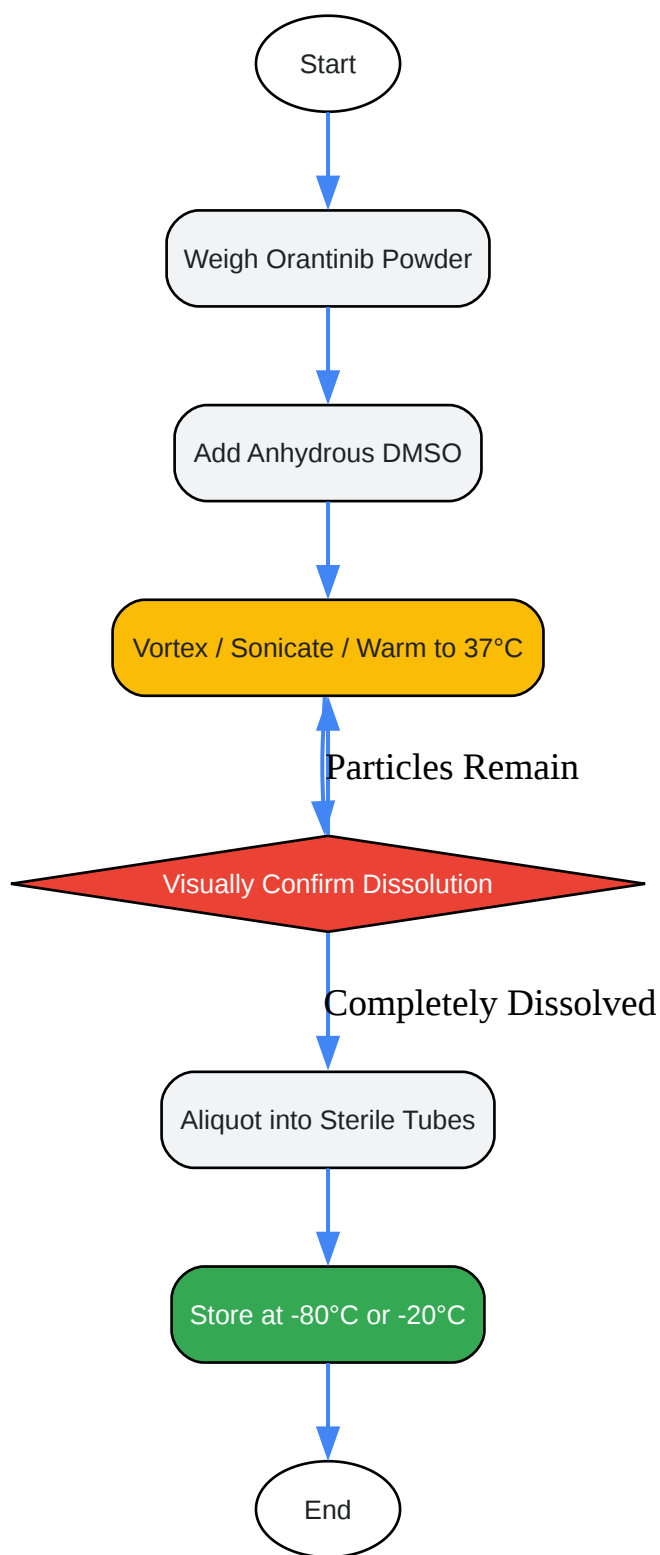 Start
Weigh Orantinib Powder
Add Anhydrous DMSO
Vortex / Sonicate / Warm to 37°C
Particles Remain
Visually Confirm Dissolution
Completely Dissolved
Aliquot into Sterile Tubes
Store at -80°C or -20°C
End